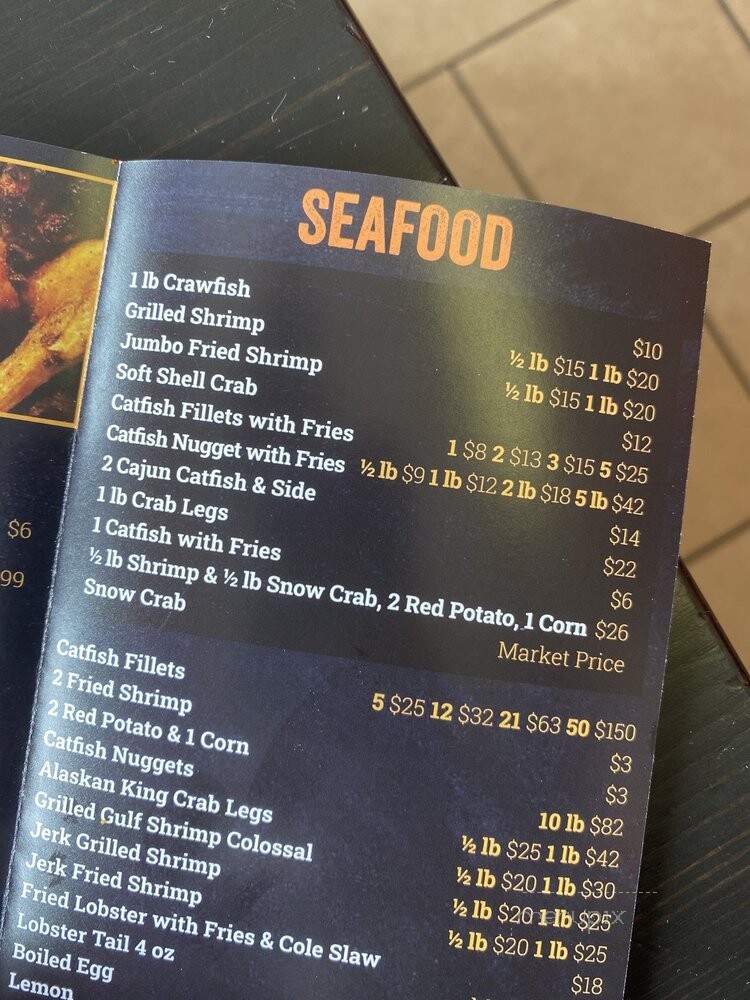 $6
99
SEAFOOD
1 lb Crawfish $10
Grilled Shrimp ½ lb $15 1 lb $20
Jumbo Fried Shrimp ½ lb $15 1 lb $20
Soft Shell Crab $12
Catfish Fillets with Fries 1 $8 2 $13 3 $15 5 $25
Catfish Nugget with Fries ½ lb $9 1 lb $12 2 lb $18 5 lb $42
2 Cajun Catfish & Side $14
1 lb Crab Legs $22
1 Catfish with Fries $6
½ lb Shrimp & ½ lb Snow Crab, 2 Red Potato, 1 Corn $26
Snow Crab Market Price
Catfish Fillets 5 $25 12 $32 21 $63 50 $150
2 Fried Shrimp $3
2 Red Potato & 1 Corn $3
Catfish Nuggets 10 lb $82
Alaskan King Crab Legs ½ lb $25 1 lb $42
Grilled Gulf Shrimp Colossal ½ lb $20 1 lb $30
Jerk Grilled Shrimp ½ lb $20 1 lb $25
Jerk Fried Shrimp ½ lb $20 1 lb $25
Fried Lobster with Fries & Cole Slaw $18
Lobster Tail 4 oz
Boiled Egg
Lemon